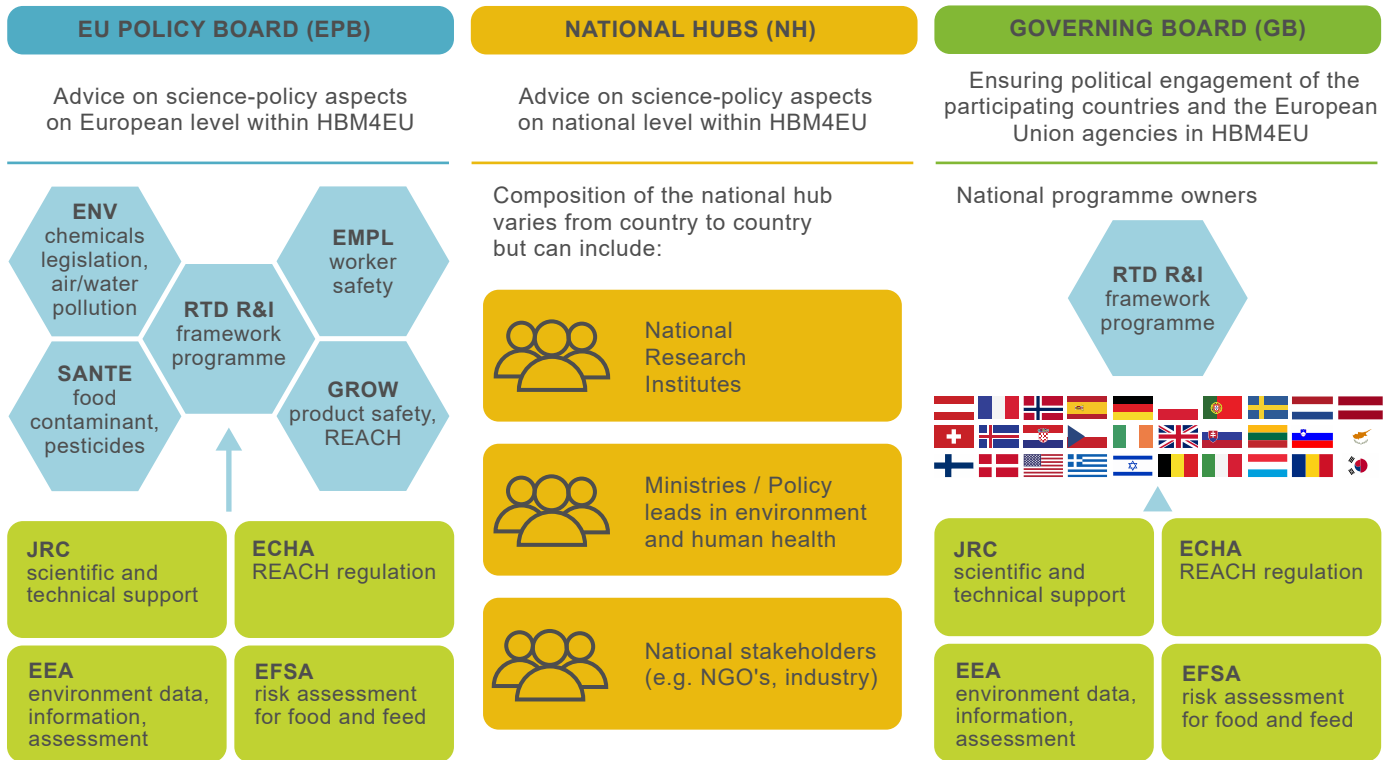 EU POLICY BOARD (EPB)
Advice on science-policy aspects
on European level within HBM4EU
ENV
chemicals
legislation,
air/water
pollution
EMPL
worker
safety
RTD R&I
framework
programme
SANTE
food
contaminant,
pesticides
GROW
product safety,
REACH
JRC
scientific and
technical support
ECHA
REACH regulation
EEA
environment data,
information,
assessment
EFSA
risk assessment
for food and feed
NATIONAL HUBS (NH)
Advice on science-policy aspects
on national level within HBM4EU
Composition of the national hub
varies from country to country
but can include:
National
Research
Institutes
Ministries / Policy
leads in environment
and human health
National stakeholders
(e.g. NGO's, industry)
GOVERNING BOARD (GB)
Ensuring political engagement of the
participating countries and the European
Union agencies in HBM4EU
National programme owners
RTD R&I
framework
programme
JRC
scientific and
technical support
ECHA
REACH regulation
EEA
environment data,
information,
assessment
EFSA
risk assessment
for food and feed